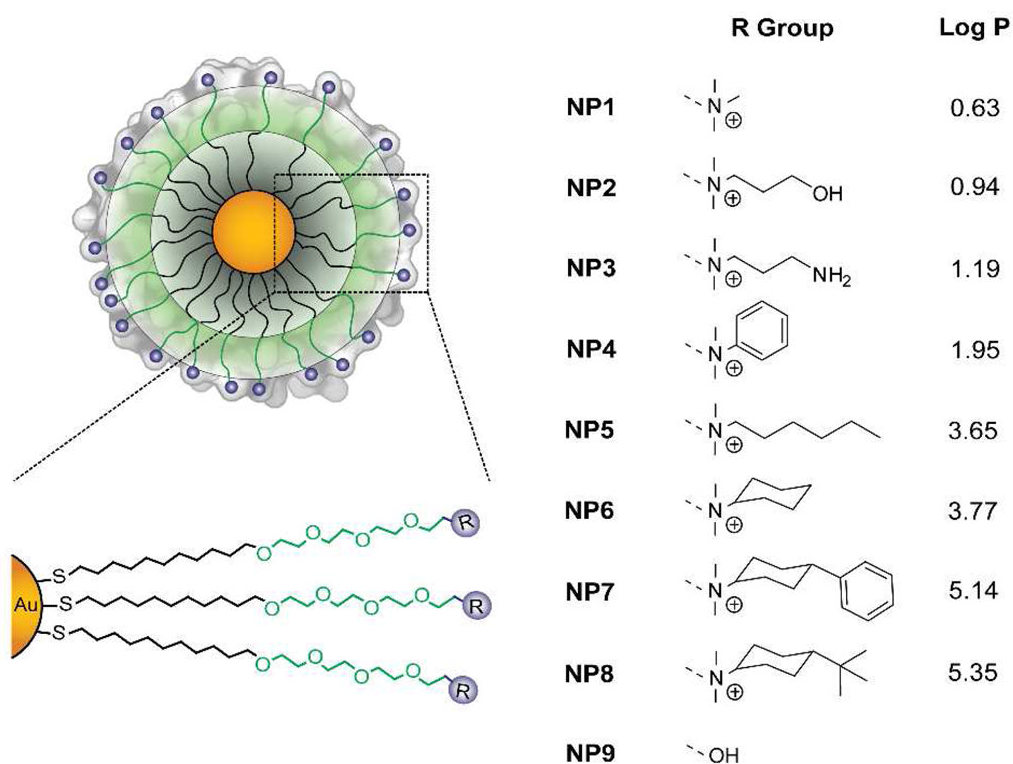 R Group Log P
NP1 N ⊕ 0.63
NP2 N ⊕ OH 0.94
NP3 N ⊕ NH2 1.19
NP4 N ⊕ 1.95
NP5 N ⊕ 3.65
NP6 N ⊕ 3.77
NP7 N ⊕ 5.14
NP8 N ⊕ 5.35
NP9 OH
S O O O O R
Au S O O O O R
S O O O O R